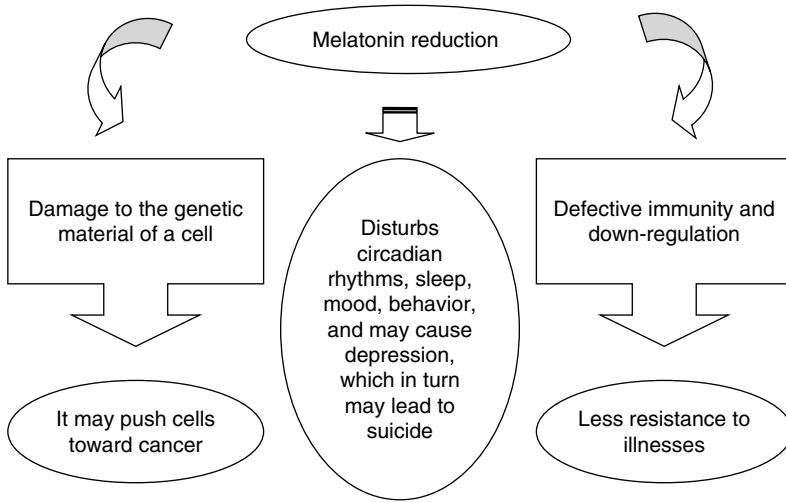 Melatonin reduction
Damage to the genetic
material of a cell
It may push cells
toward cancer
Disturbs
circadian
rhythms, sleep,
mood, behavior,
and may cause
depression,
which in turn
may lead to
suicide
Defective immunity and
down-regulation
Less resistance to
illnesses